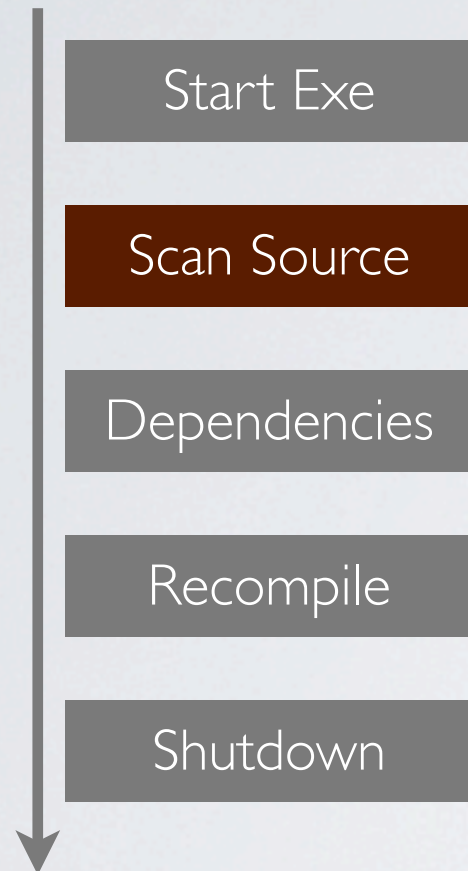 Start Exe
Scan Source
Dependencies
Recompile
Shutdown